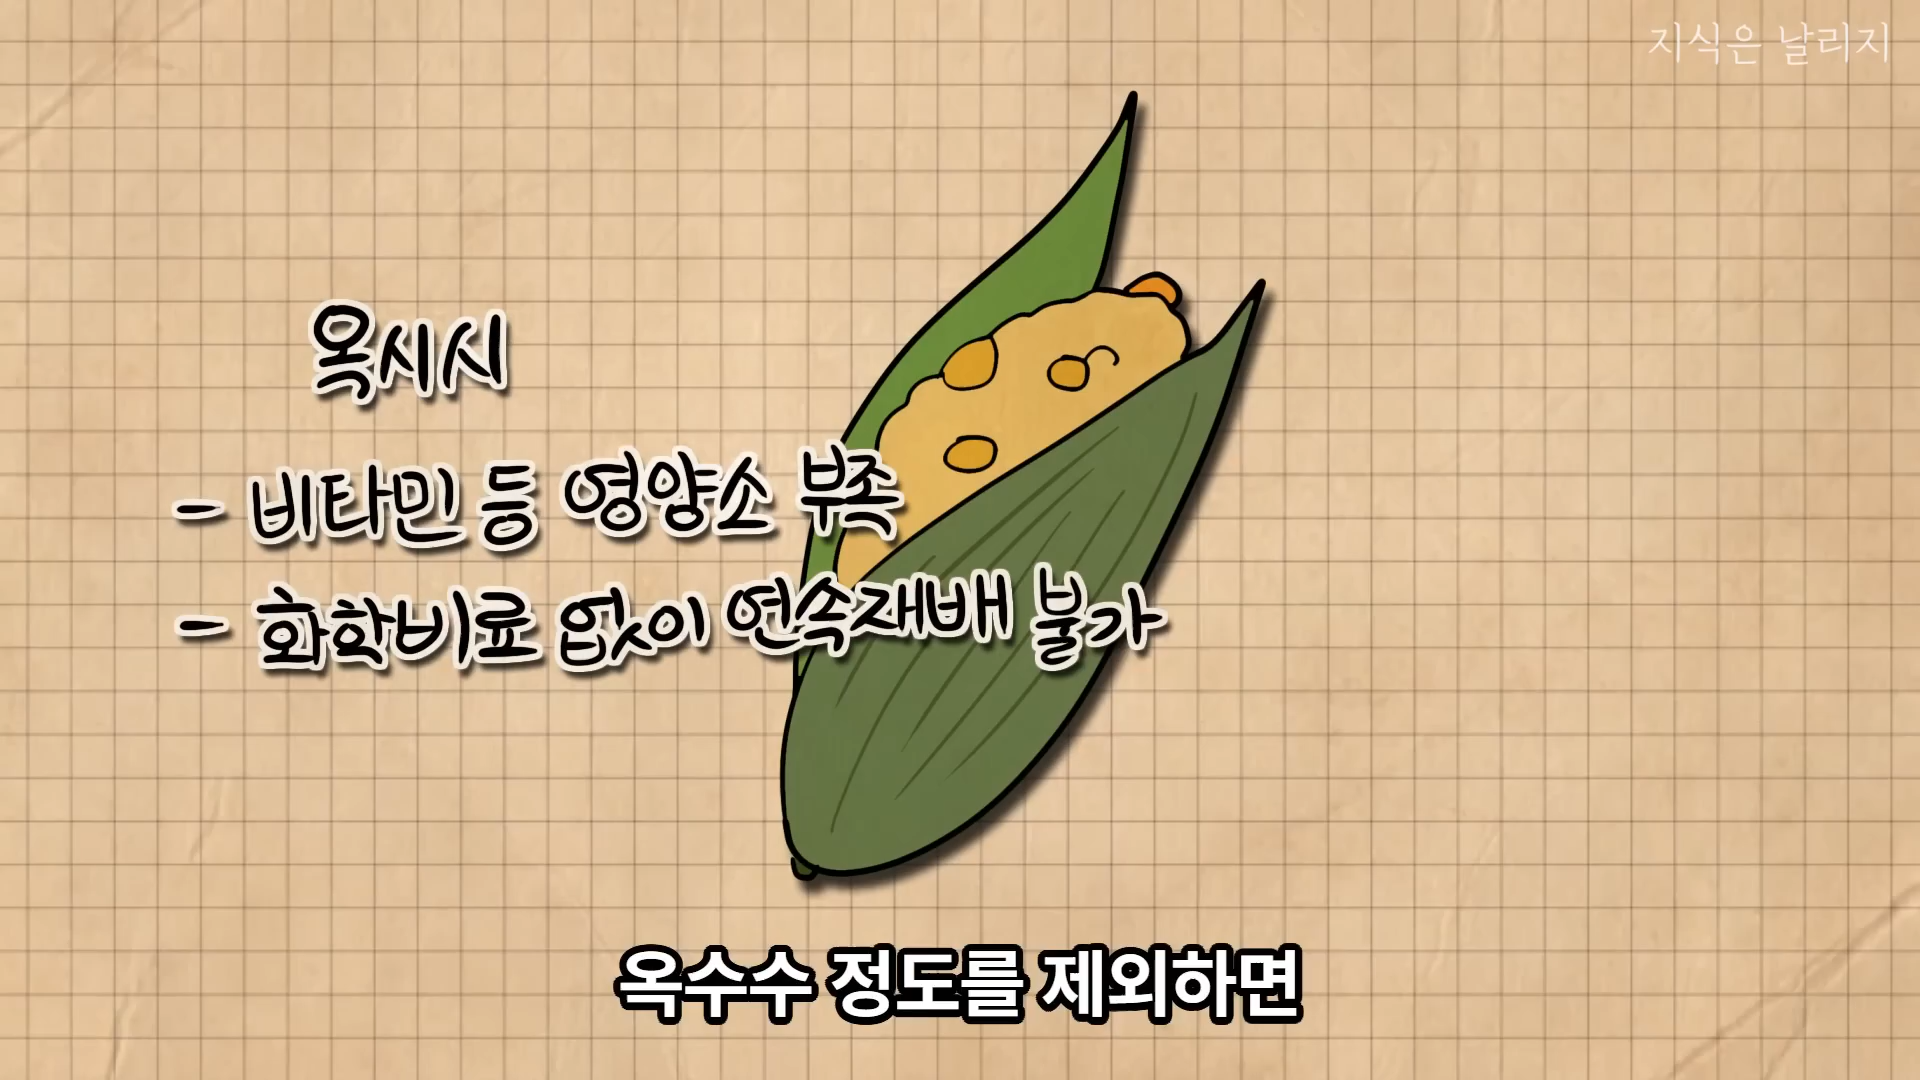 지식은 날리지
옥시시
- 비타민 등 영양소 부족
- 화학비료 없이 연속재배 불가
옥수수 정도를 제외하면